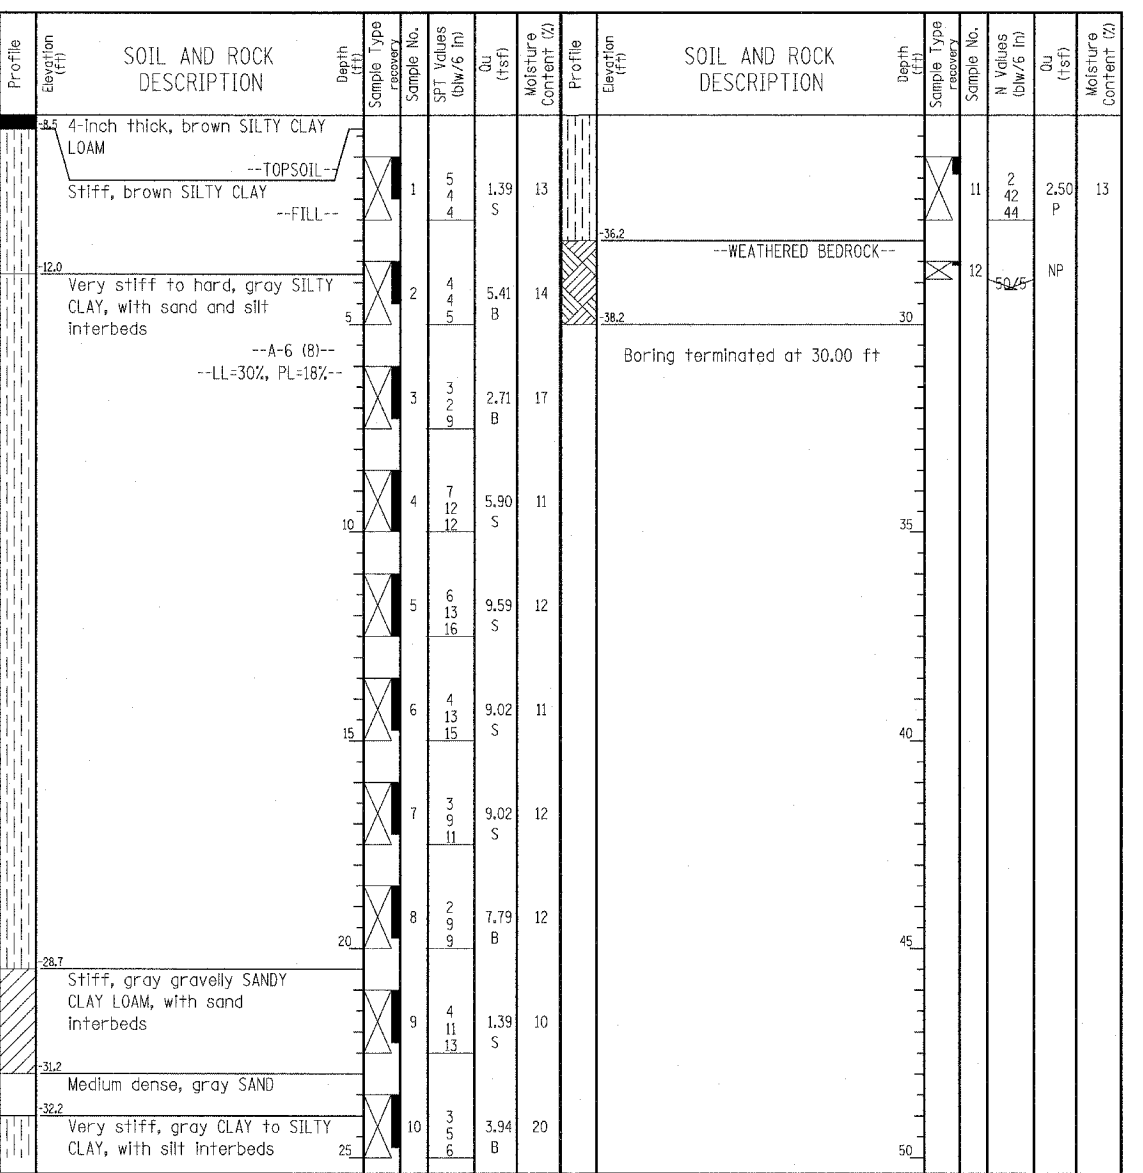 Profile
Elevation
(ft)
SOIL AND ROCK
DESCRIPTION
Depth
(ft)
Sample Type
recovery
Sample No.
SPT Values
(blw/6 in)
Qu
(tsf)
Moisture
Content (%)
-8.5 4-inch thick, brown SILTY CLAY
LOAM
--TOPSOIL--
Stiff, brown SILTY CLAY
--FILL--
1
5
4
4
1.39
S
13
-12.0
Very stiff to hard, gray SILTY
CLAY, with sand and silt
interbeds
5
2
4
4
5
5.41
B
14
--A-6 (8)--
--LL=30%, PL=18%--
3
3
2
9
2.71
B
17
10
4
7
12
12
5.90
S
11
5
6
13
16
9.59
S
12
15
6
4
13
15
9.02
S
11
7
3
9
11
9.02
S
12
20
8
2
9
9
7.79
B
12
-28.7
Stiff, gray gravelly SANDY
CLAY LOAM, with sand
interbeds
9
4
11
13
1.39
S
10
-31.2
Medium dense, gray SAND
-32.2
Very stiff, gray CLAY to SILTY
CLAY, with silt interbeds
25
10
3
5
6
3.94
B
20
Profile
Elevation
(ft)
SOIL AND ROCK
DESCRIPTION
Depth
(ft)
Sample Type
recovery
Sample No.
N Values
(blw/6 in)
Qu
(tsf)
Moisture
Content (%)
11
2
42
44
2.50
P
13
-36.2
--WEATHERED BEDROCK--
12
50/5
NP
-38.2
30
Boring terminated at 30.00 ft
35
40
45
50